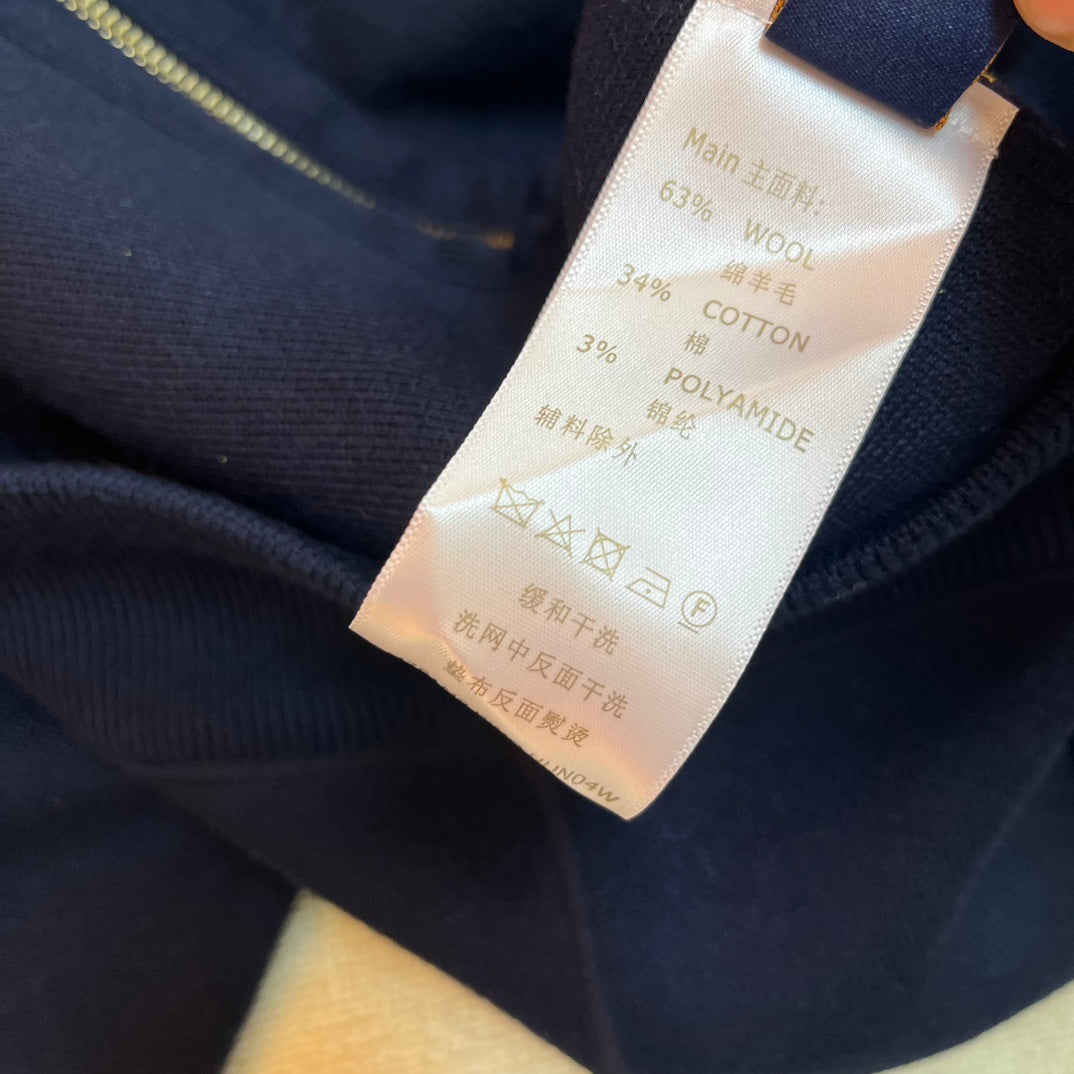 Main 主面料:
63% WOOL
绵羊毛
34% COTTON
棉
3% POLYAMIDE
锦纶
辅料除外
F
缓和干洗
洗网中反面干洗
垫布反面熨烫